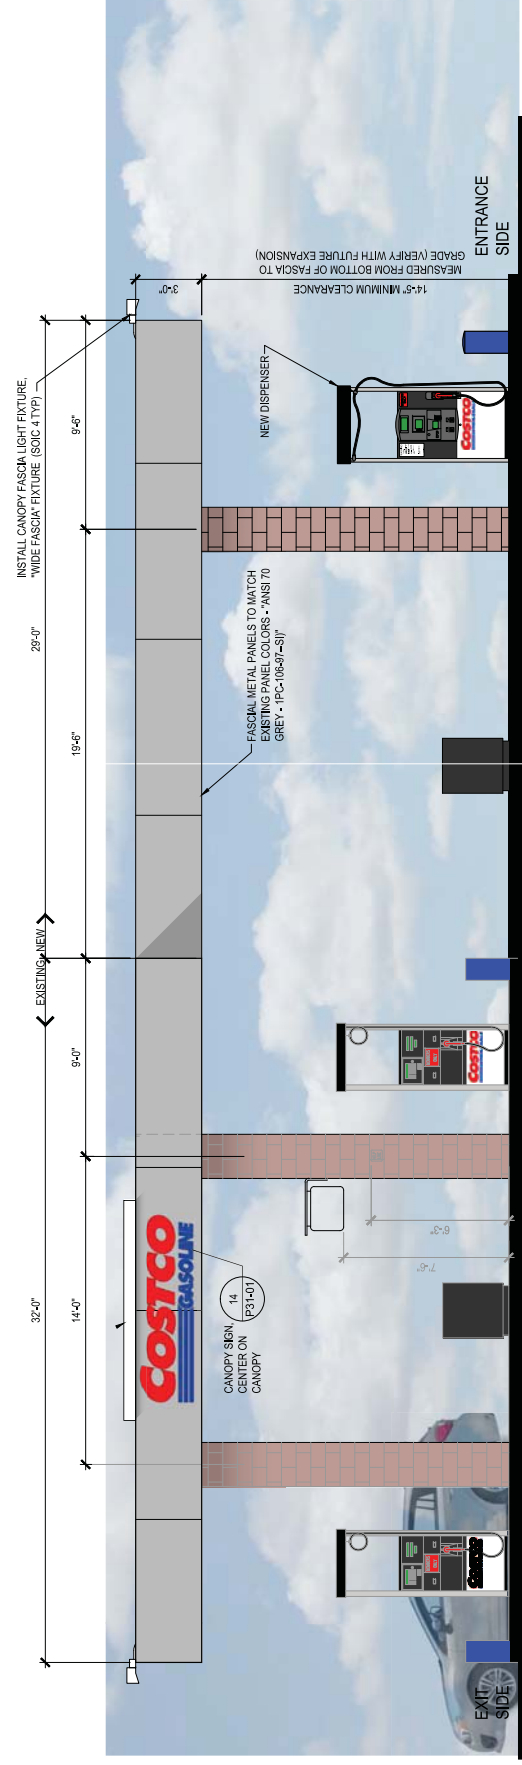 32'-0"
EXISTING
NEW
29'-0"
INSTALL CANOPY FASCIA LIGHT FIXTURE,
"WIDE FASCIA" FIXTURE (SOIC 4 TYP)
14'-0"
9'-0"
19'-6"
9'-6"
3'-0"
COSTCO
GASOLINE
CANOPY SIGN,
CENTER ON
CANOPY
14
P31-01
FASCIAL METAL PANELS TO MATCH
EXISTING PANEL COLORS - "ANSI 70
GREY - 1PC-106-97--SI)"
NEW DISPENSER
14'-5" MINIMUM CLEARANCE
MEASURED FROM BOTTOM OF FASCIA TO
GRADE (VERIFY WITH FUTURE EXPANSION)
7'-6"
6'-3"
COSTCO
COSTCO
COSTCO
EXIT
SIDE
ENTRANCE
SIDE